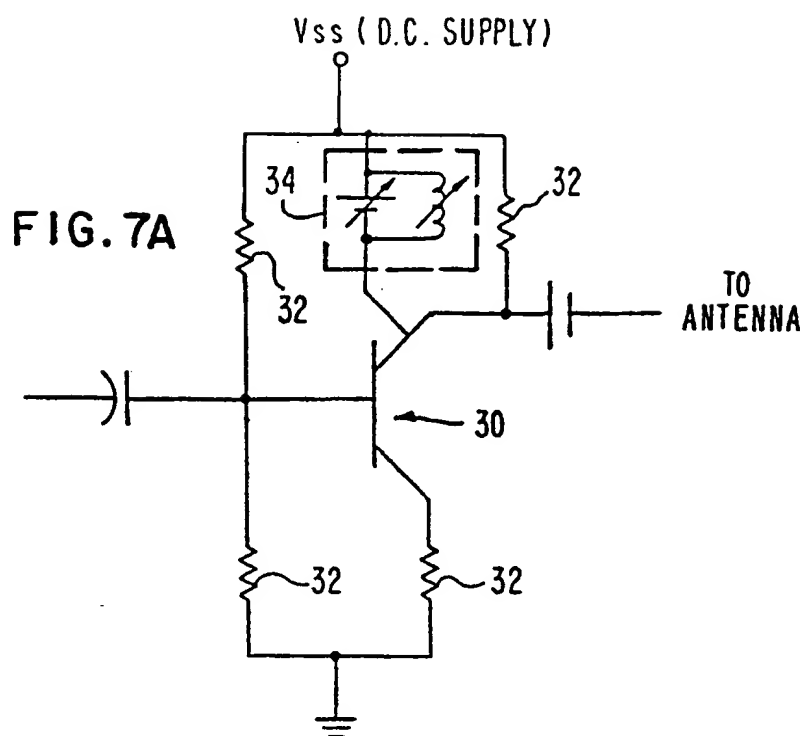 Vss ( D.C. SUPPLY)
34
32
FIG. 7A
32
TO
ANTENNA
30
32
32